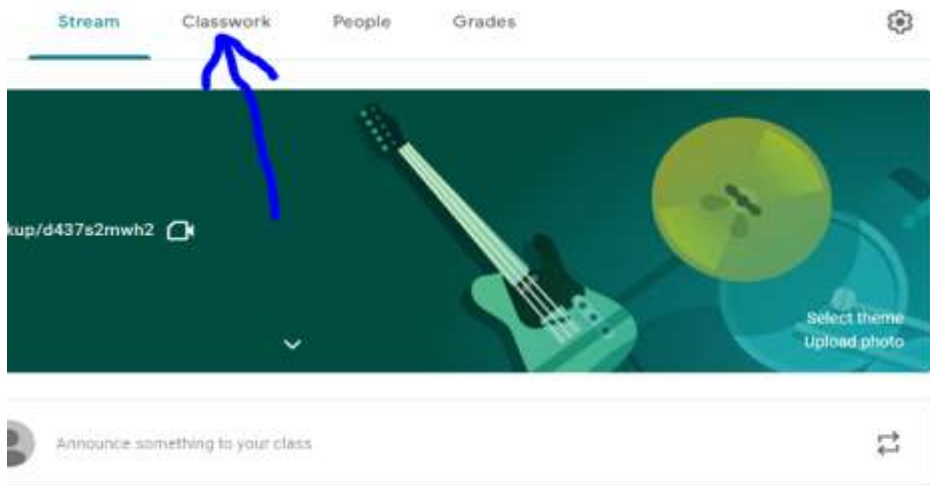 Stream Classwork People Grades
kup/d437s2mwh2
Select theme
Upload photo
Announce something to your class